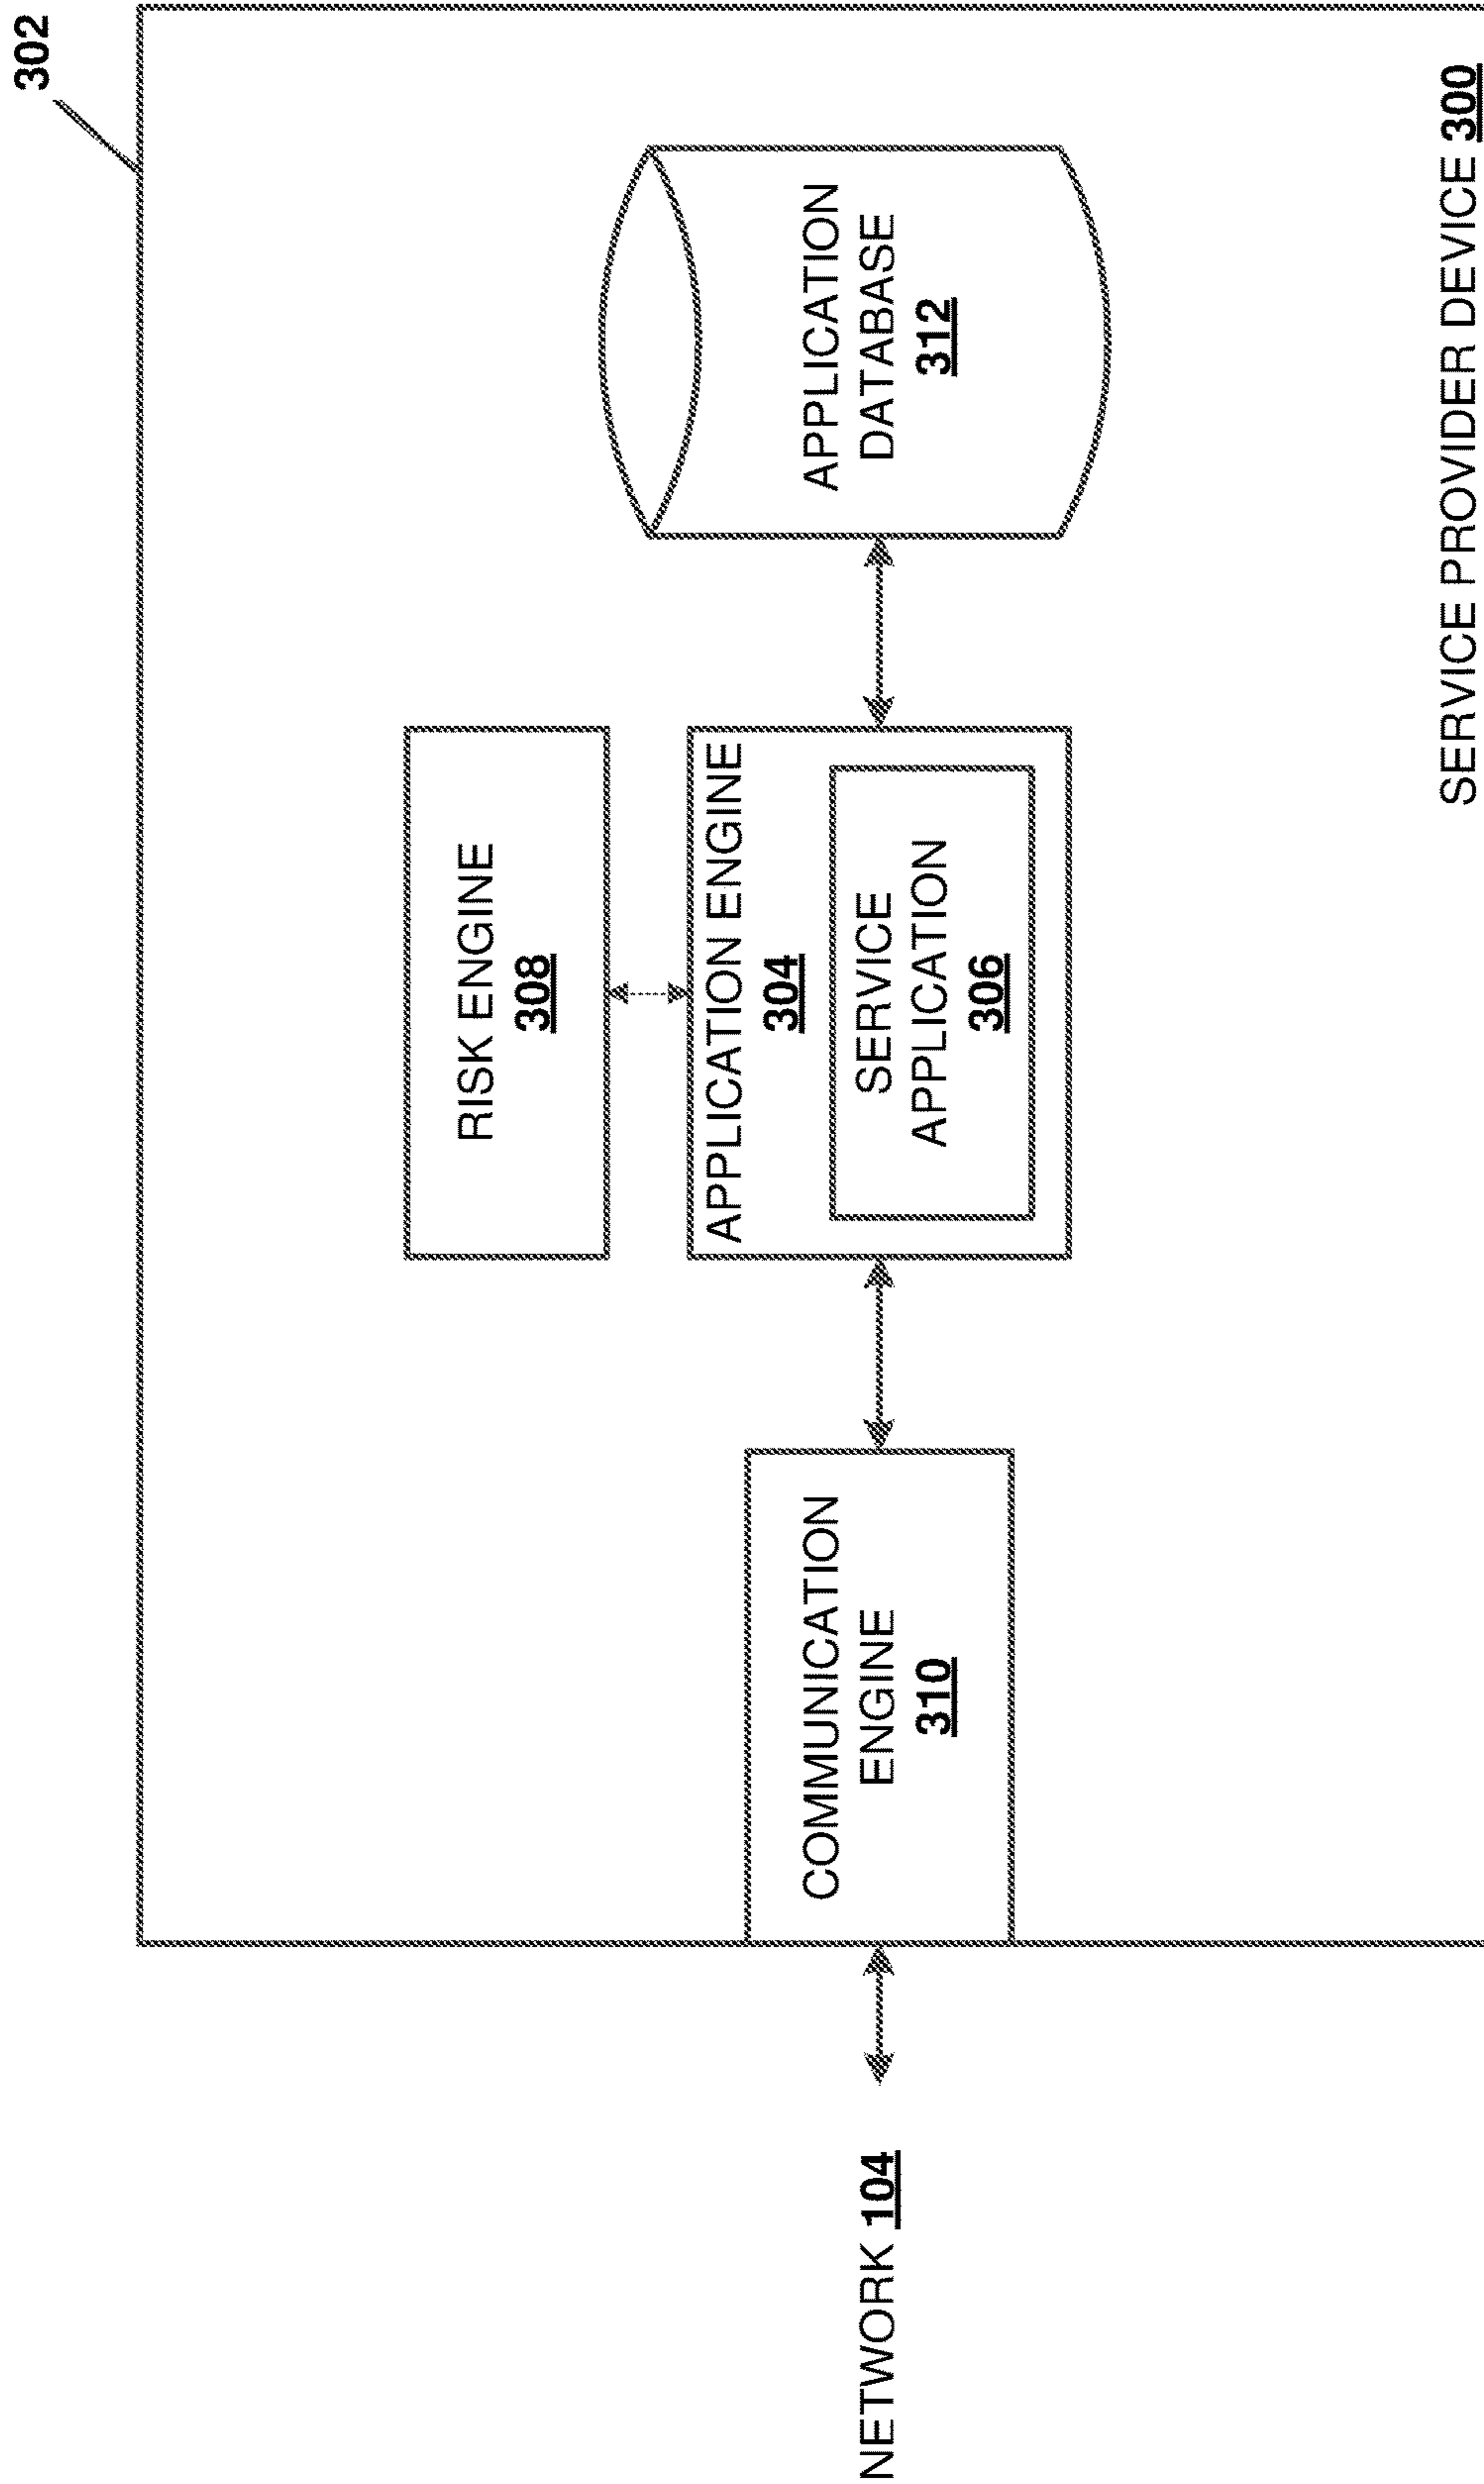 302
RISK ENGINE
308
APPLICATION ENGINE
304
SERVICE
APPLICATION
306
NETWORK 104
COMMUNICATION
ENGINE
310
APPLICATION
DATABASE
312
SERVICE PROVIDER DEVICE 300